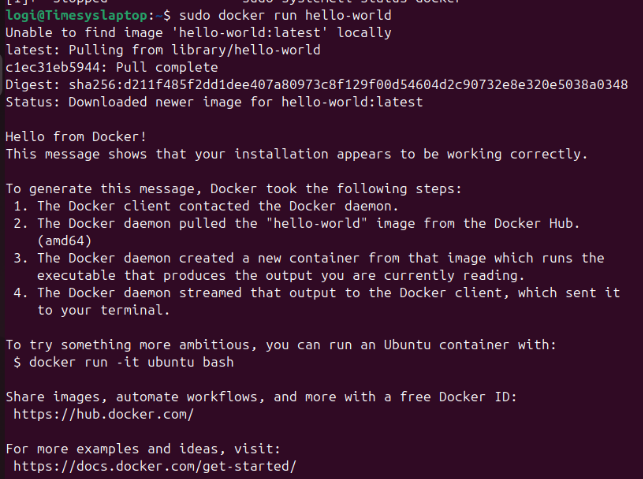 logi@Timesyslaptop:~$ sudo docker run hello-world
Unable to find image 'hello-world:latest' locally
latest: Pulling from library/hello-world
c1ec31eb5944: Pull complete
Digest: sha256:d211f485f2dd1dee407a80973c8f129f00d54604d2c90732e8e320e5038a0348
Status: Downloaded newer image for hello-world:latest
Hello from Docker!
This message shows that your installation appears to be working correctly.
To generate this message, Docker took the following steps:
1. The Docker client contacted the Docker daemon.
2. The Docker daemon pulled the "hello-world" image from the Docker Hub.
(amd64)
3. The Docker daemon created a new container from that image which runs the
executable that produces the output you are currently reading.
4. The Docker daemon streamed that output to the Docker client, which sent it
to your terminal.
To try something more ambitious, you can run an Ubuntu container with:
$ docker run -it ubuntu bash
Share images, automate workflows, and more with a free Docker ID:
https://hub.docker.com/
For more examples and ideas, visit:
https://docs.docker.com/get-started/